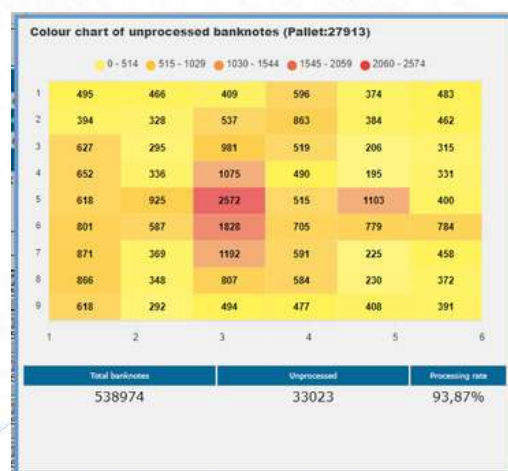 Colour chart of unprocessed banknotes (Pallet:27913)
0 - 514 515 - 1029 1030 - 1544 1545 - 2059 2060 - 2574
1 495 466 409 596 374 483
2 394 328 537 863 384 462
3 627 295 981 519 206 315
4 652 336 1075 490 195 331
5 618 925 2572 515 1103 400
6 801 587 1828 705 779 784
7 871 369 1192 591 225 458
8 866 348 807 584 230 372
9 618 292 494 477 408 391
1 2 3 4 5 6
Total banknotes Unprocessed Processing rate
538974 33023 93,87%